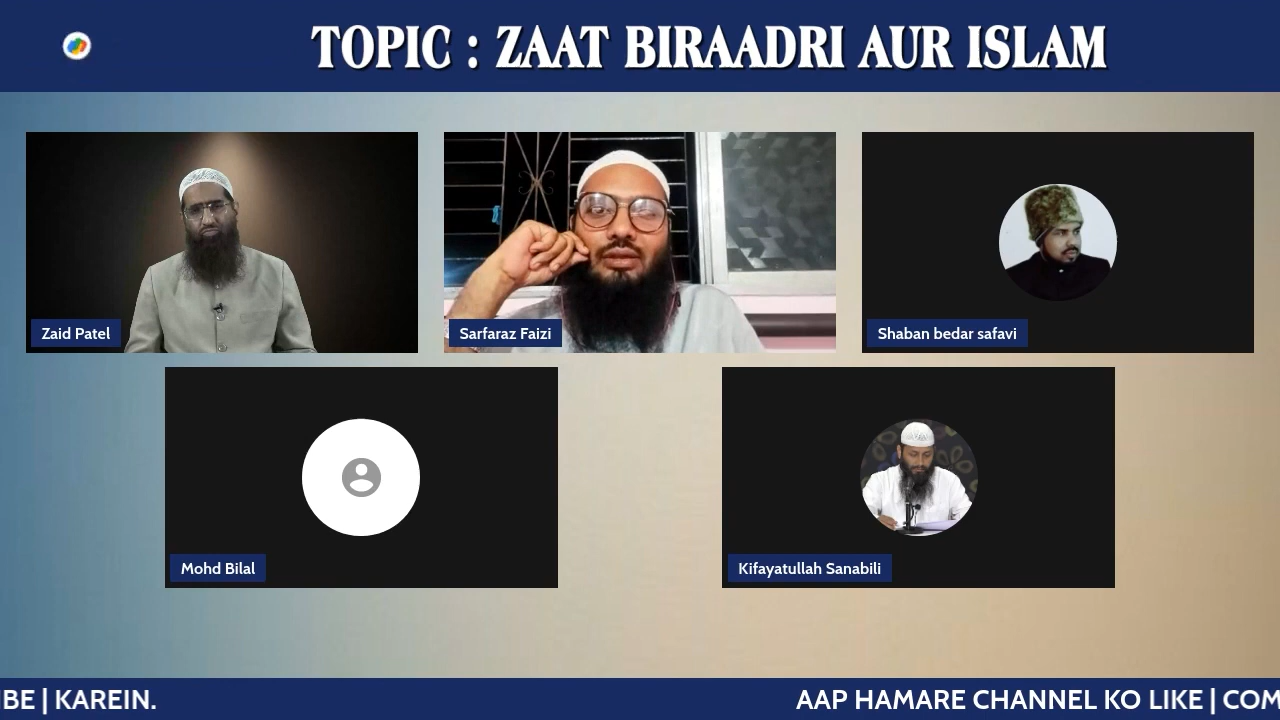 TOPIC : ZAAT BIRAADRI AUR ISLAM
Zaid Patel
Sarfaraz Faizi
Shaban bedar safavi
Mohd Bilal
Kifayatullah Sanabili
IBE | KAREIN.
AAP HAMARE CHANNEL KO LIKE | COM